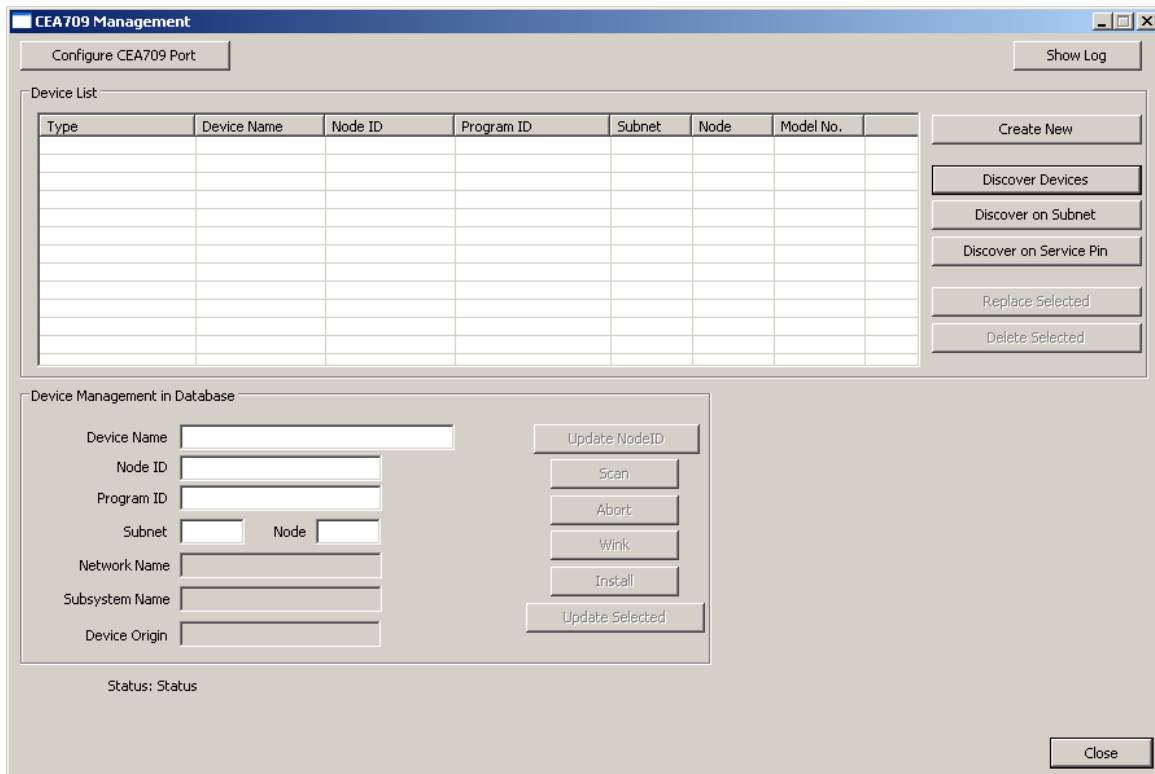 CEA709 Management
Configure CEA709 Port
Show Log
Device List
Type Device Name Node ID Program ID Subnet Node Model No.
Create New
Discover Devices
Discover on Subnet
Discover on Service Pin
Replace Selected
Delete Selected
Device Management in Database
Device Name
Update NodeID
Node ID
Scan
Program ID
Abort
Subnet Node
Wink
Network Name
Install
Subsystem Name
Update Selected
Device Origin
Status: Status
Close